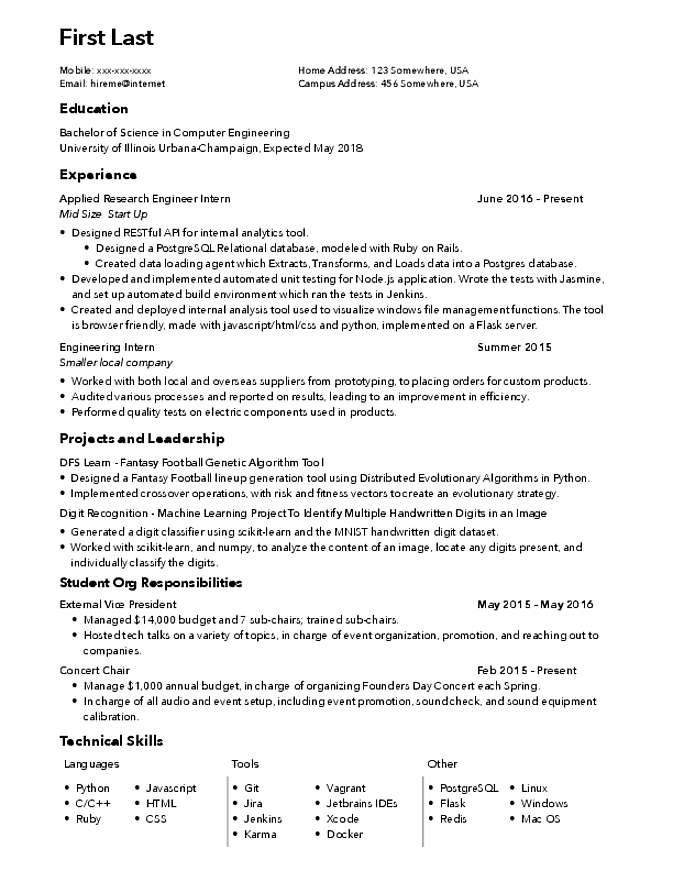 First Last
Mobile: xxx-xxx-xxxx
Home Address: 123 Somewhere, USA
Email: hireme@internet
Campus Address: 456 Somewhere, USA
Education
Bachelor of Science in Computer Engineering
University of Illinois Urbana-Champaign, Expected May 2018
Experience
Applied Research Engineer Intern June 2016 – Present
Mid Size Start Up
• Designed RESTful API for internal analytics tool.
• Designed a PostgreSQL Relational database, modeled with Ruby on Rails.
• Created data loading agent which Extracts, Transforms, and Loads data into a Postgres database.
• Developed and implemented automated unit testing for Node.js application. Wrote the tests with Jasmine,
and set up automated build environment which ran the tests in Jenkins.
• Created and deployed internal analysis tool used to visualize windows file management functions. The tool
is browser friendly, made with javascript/html/css and python, implemented on a Flask server.
Engineering Intern Summer 2015
Smaller local company
• Worked with both local and overseas suppliers from prototyping, to placing orders for custom products.
• Audited various processes and reported on results, leading to an improvement in efficiency.
• Performed quality tests on electric components used in products.
Projects and Leadership
DFS Learn - Fantasy Football Genetic Algorithm Tool
• Designed a Fantasy Football lineup generation tool using Distributed Evolutionary Algorithms in Python.
• Implemented crossover operations, with risk and fitness vectors to create an evolutionary strategy.
Digit Recognition - Machine Learning Project To Identify Multiple Handwritten Digits in an Image
• Generated a digit classifier using scikit-learn and the MNIST handwritten digit dataset.
• Worked with scikit-learn, and numpy, to analyze the content of an image, locate any digits present, and
individually classify the digits.
Student Org Responsibilities
External Vice President May 2015 – May 2016
• Managed $14,000 budget and 7 sub-chairs; trained sub-chairs.
• Hosted tech talks on a variety of topics, in charge of event organization, promotion, and reaching out to
companies.
Concert Chair Feb 2015 – Present
• Manage $1,000 annual budget, in charge of organizing Founders Day Concert each Spring.
• In charge of all audio and event setup, including event promotion, soundcheck, and sound equipment
calibration.
Technical Skills
Languages Tools Other
• Python • Javascript • Git • Vagrant • PostgreSQL • Linux
• C/C++ • HTML • Jira • Jetbrains IDEs • Flask • Windows
• Ruby • CSS • Jenkins • Xcode • Redis • Mac OS
• Karma • Docker